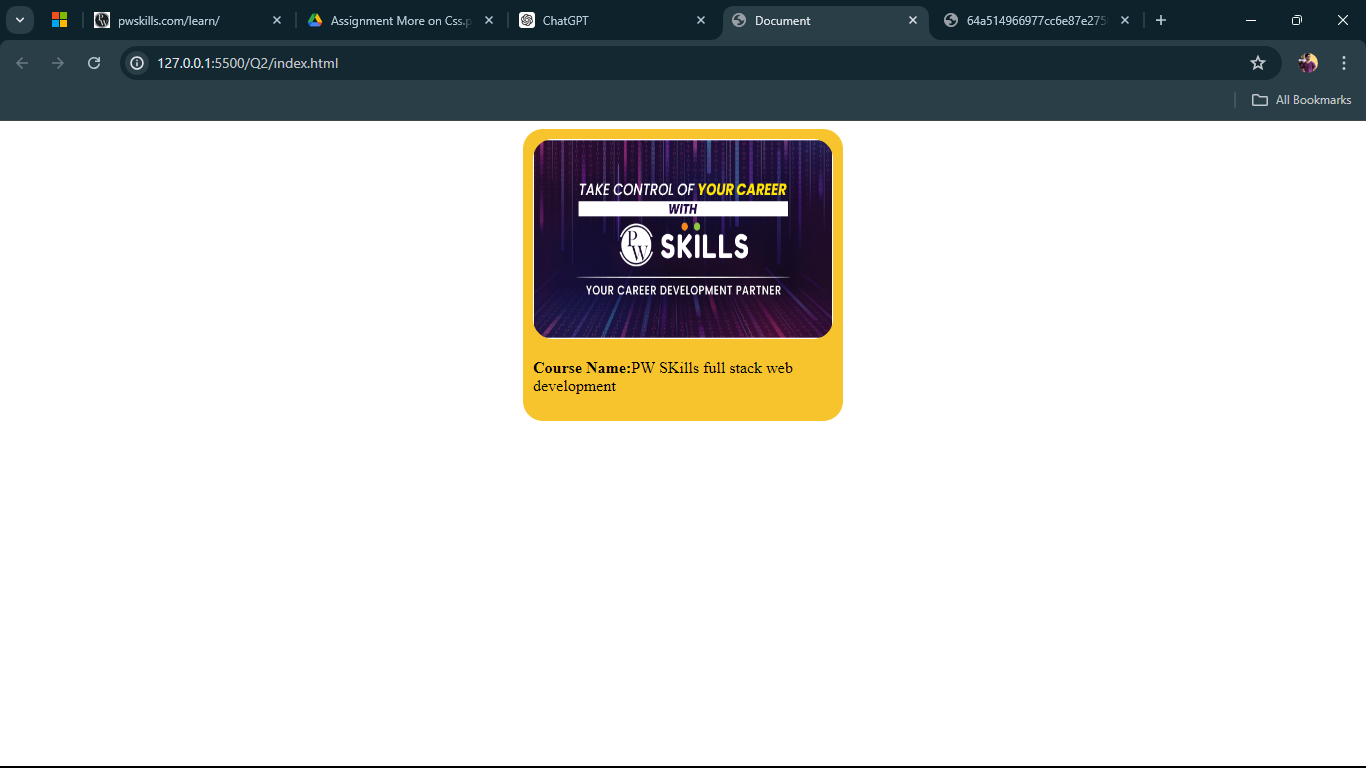 pwskills.com/learn/
Assignment More on Css.p
ChatGPT
Document
64a514966977cc6e87e275
127.0.0.1:5500/Q2/index.html
All Bookmarks
TAKE CONTROL OF YOUR CAREER
WITH
PW SKILLS
YOUR CAREER DEVELOPMENT PARTNER
Course Name:PW SKills full stack web
development